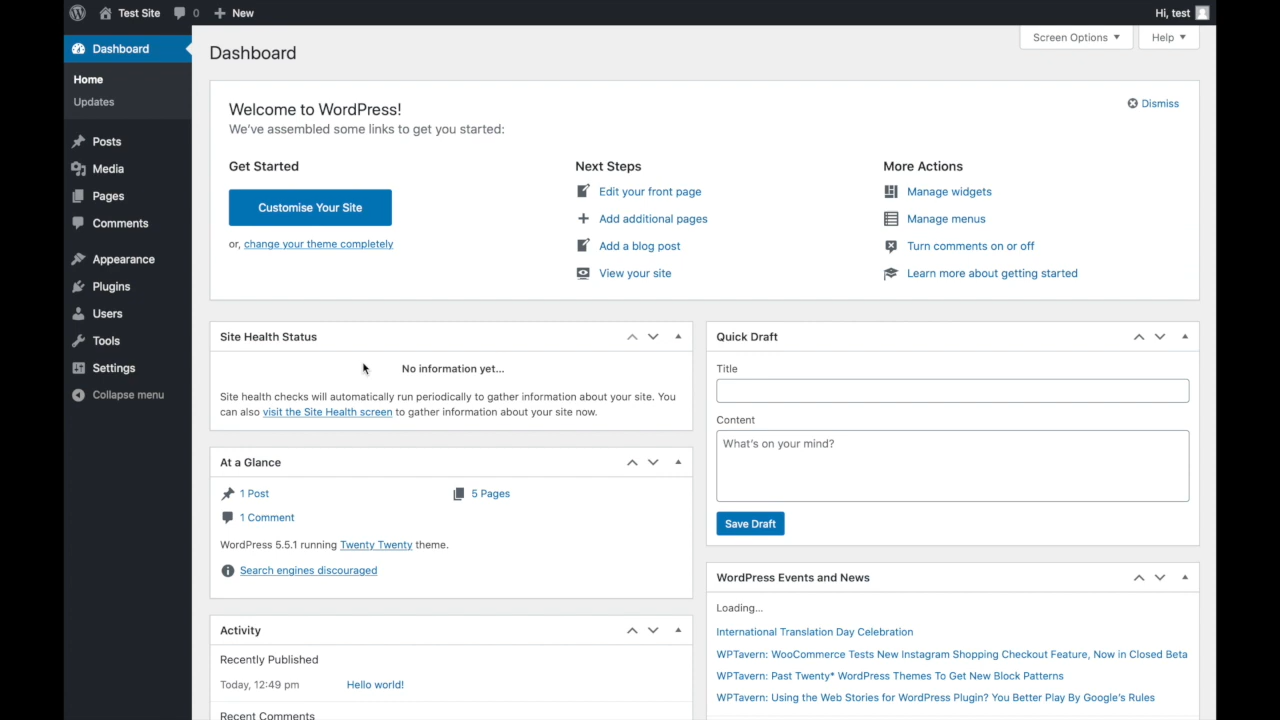 Test Site 0 New Hi, test
Dashboard
Home
Updates
Posts
Media
Pages
Comments
Appearance
Plugins
Users
Tools
Settings
Collapse menu
Dashboard
Screen Options Help
Welcome to WordPress!
We've assembled some links to get you started:
Dismiss
Get Started
Customise Your Site
or, change your theme completely
Next Steps
Edit your front page
Add additional pages
Add a blog post
View your site
More Actions
Manage widgets
Manage menus
Turn comments on or off
Learn more about getting started
Site Health Status
No information yet...
Site health checks will automatically run periodically to gather information about your site. You
can also visit the Site Health screen to gather information about your site now.
At a Glance
1 Post 5 Pages
1 Comment
WordPress 5.5.1 running Twenty Twenty theme.
Search engines discouraged
Activity
Recently Published
Today, 12:49 pm Hello world!
Recent Comments
Quick Draft
Title
Content
What's on your mind?
Save Draft
WordPress Events and News
Loading...
International Translation Day Celebration
WPTavern: WooCommerce Tests New Instagram Shopping Checkout Feature, Now in Closed Beta
WPTavern: Past Twenty* WordPress Themes To Get New Block Patterns
WPTavern: Using the Web Stories for WordPress Plugin? You Better Play By Google's Rules